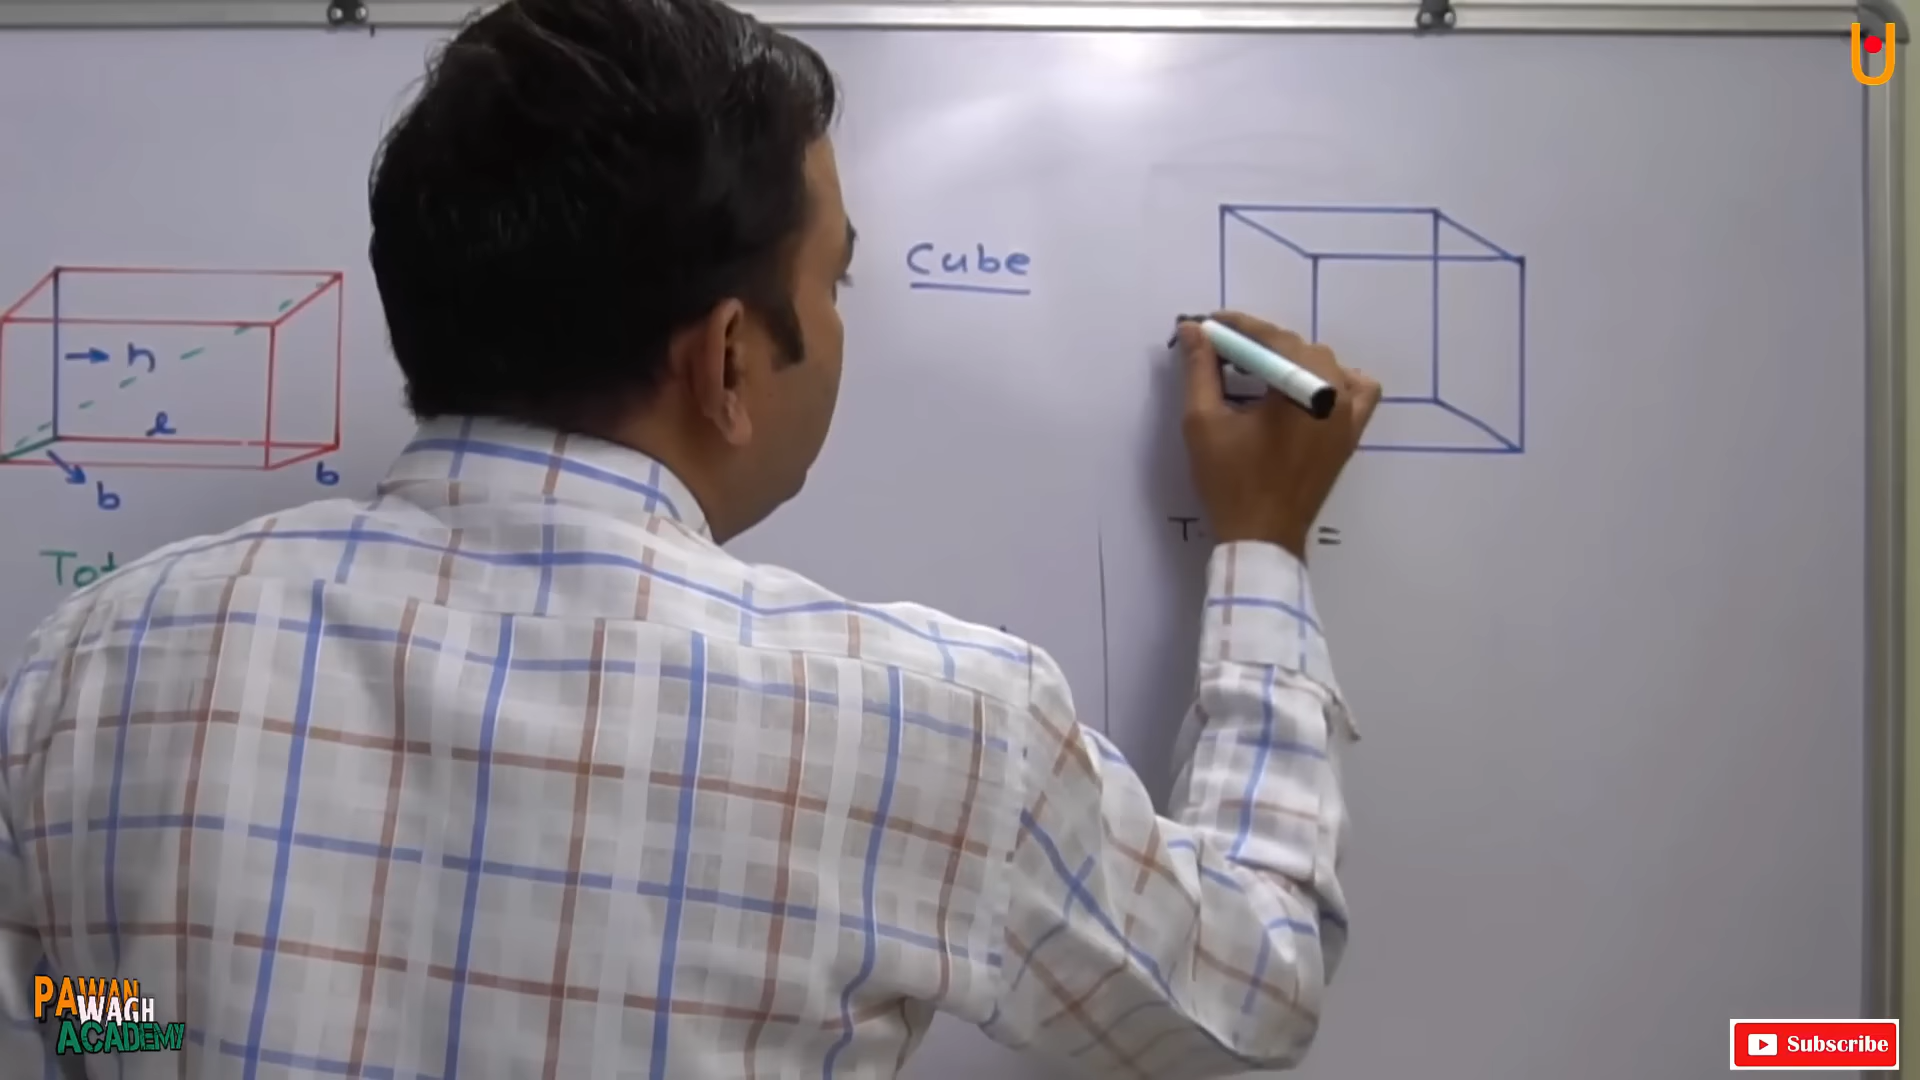 Cube
h
l
b
b
T.
=
Tot
PAWAN
WAGH
ACADEMY
Subscribe